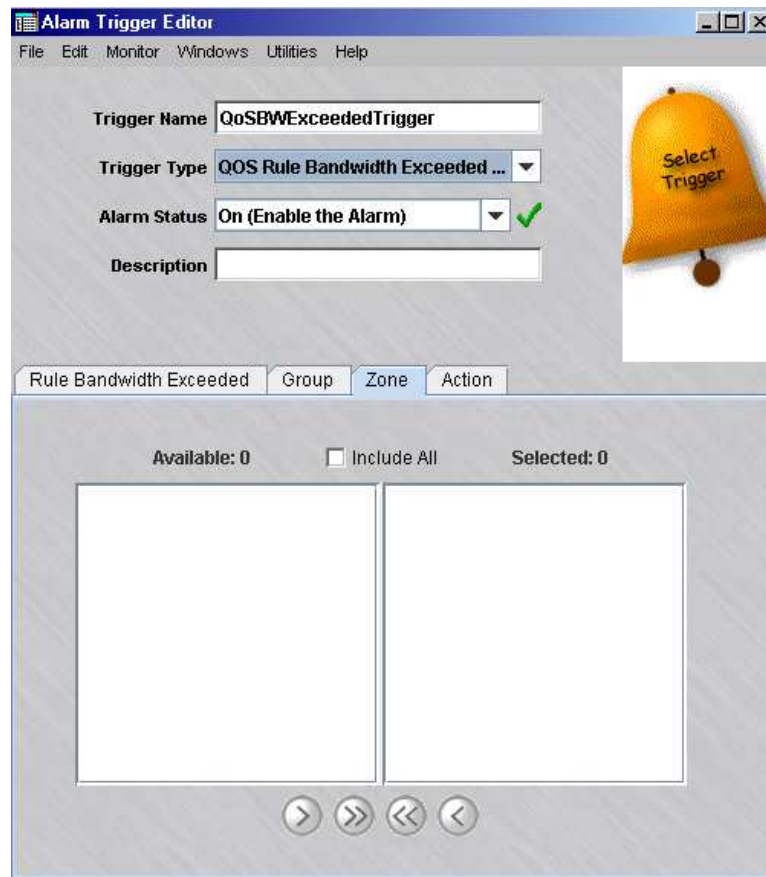 Alarm Trigger Editor
File Edit Monitor Windows Utilities Help
Trigger Name QoSBWExceededTrigger
Trigger Type QOS Rule Bandwidth Exceeded ...
Alarm Status On (Enable the Alarm)
Description
Select
Trigger
Rule Bandwidth Exceeded Group Zone Action
Available: 0 Include All Selected: 0